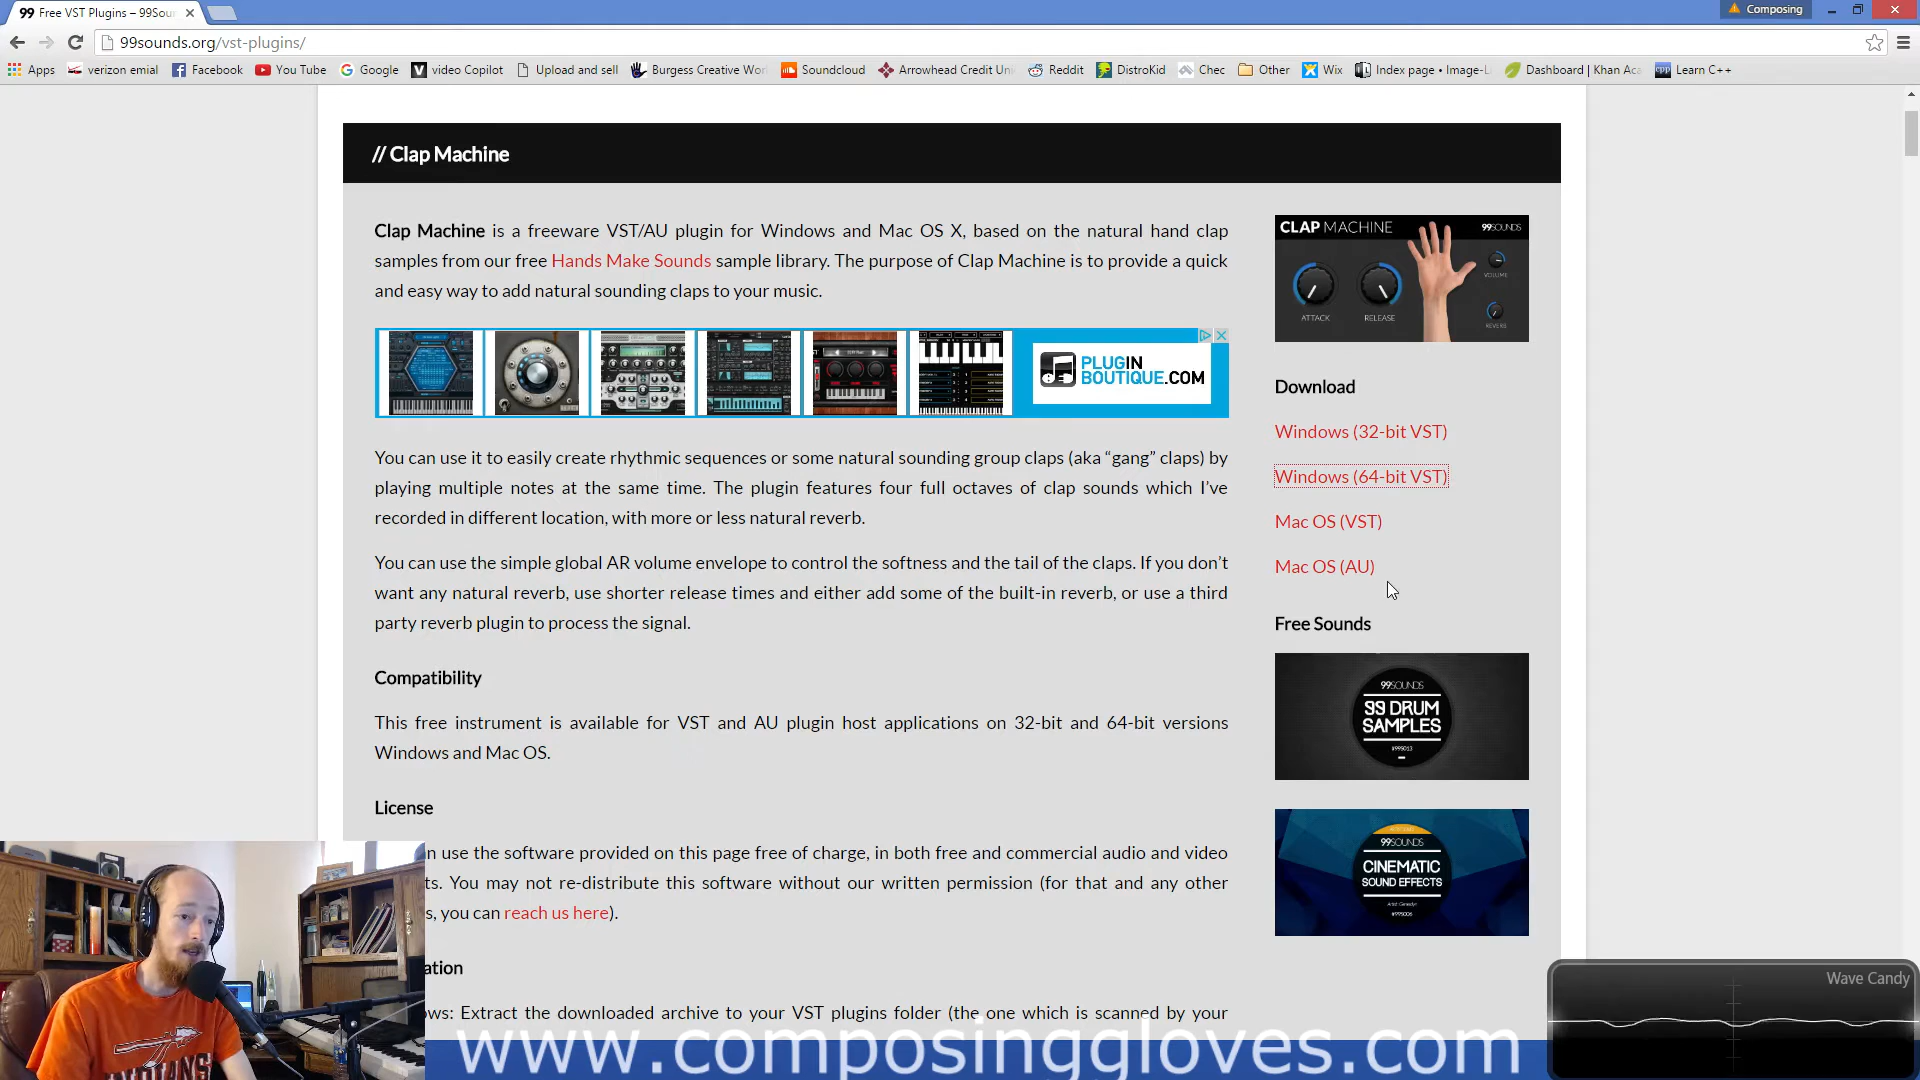 99 Free VST Plugins – 99Sou
Composing
99sounds.org/vst-plugins/
Apps verizon emial Facebook You Tube Google video Copilot Upload and sell Burgess Creative Wor Soundcloud Arrowhead Credit Uni Reddit DistroKid Chec Other Wix Index page • Image-L Dashboard | Khan Aca Learn C++
// Clap Machine
Clap Machine is a freeware VST/AU plugin for Windows and Mac OS X, based on the natural hand clap
samples from our free Hands Make Sounds sample library. The purpose of Clap Machine is to provide a quick
and easy way to add natural sounding claps to your music.
PLUGIN
BOUTIQUE.COM
You can use it to easily create rhythmic sequences or some natural sounding group claps (aka “gang” claps) by
playing multiple notes at the same time. The plugin features four full octaves of clap sounds which I’ve
recorded in different location, with more or less natural reverb.
You can use the simple global AR volume envelope to control the softness and the tail of the claps. If you don’t
want any natural reverb, use shorter release times and either add some of the built-in reverb, or use a third
party reverb plugin to process the signal.
Compatibility
This free instrument is available for VST and AU plugin host applications on 32-bit and 64-bit versions
Windows and Mac OS.
License
n use the software provided on this page free of charge, in both free and commercial audio and video
ts. You may not re-distribute this software without our written permission (for that and any other
s, you can reach us here).
ation
ows: Extract the downloaded archive to your VST plugins folder (the one which is scanned by your
CLAP MACHINE 99SOUNDS
VOLUME
ATTACK RELEASE
REVERB
Download
Windows (32-bit VST)
Windows (64-bit VST)
Mac OS (VST)
Mac OS (AU)
Free Sounds
99SOUNDS
99 DRUM
SAMPLES
#99S013
99SOUNDS
CINEMATIC
SOUND EFFECTS
#99S006
Wave Candy
INDIANS
www.composinggloves.com